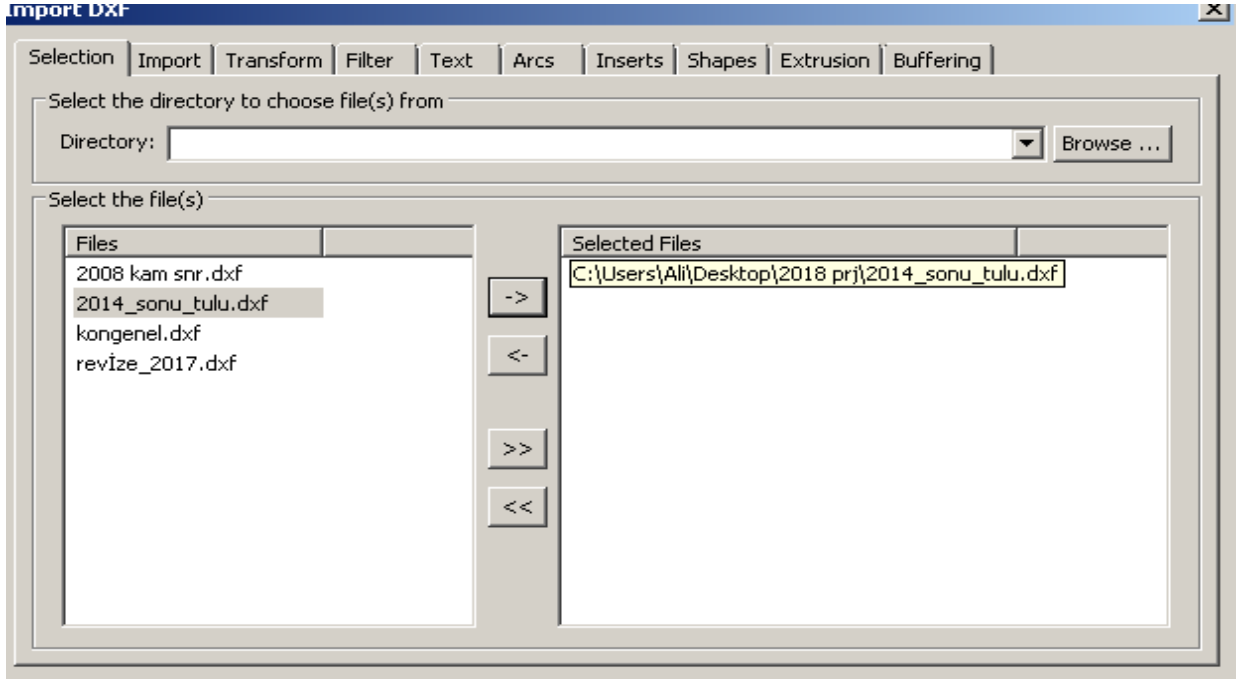 Import DXF
Selection Import Transform Filter Text Arcs Inserts Shapes Extrusion Buffering
Select the directory to choose file(s) from
Directory: Browse ...
Select the file(s)
Files Selected Files
2008 kam snr.dxf C:\Users\Ali\Desktop\2018 prj\2014_sonu_tulu.dxf
2014_sonu_tulu.dxf ->
kongenel.dxf
revİze_2017.dxf <-
>>
<<